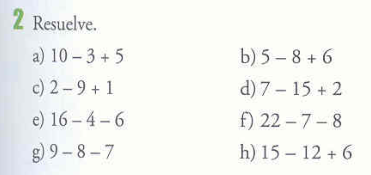 2 Resuelve.
a) 10 – 3 + 5 b) 5 – 8 + 6
c) 2 – 9 + 1 d) 7 – 15 + 2
e) 16 – 4 – 6 f) 22 – 7 – 8
g) 9 – 8 – 7 h) 15 – 12 + 6